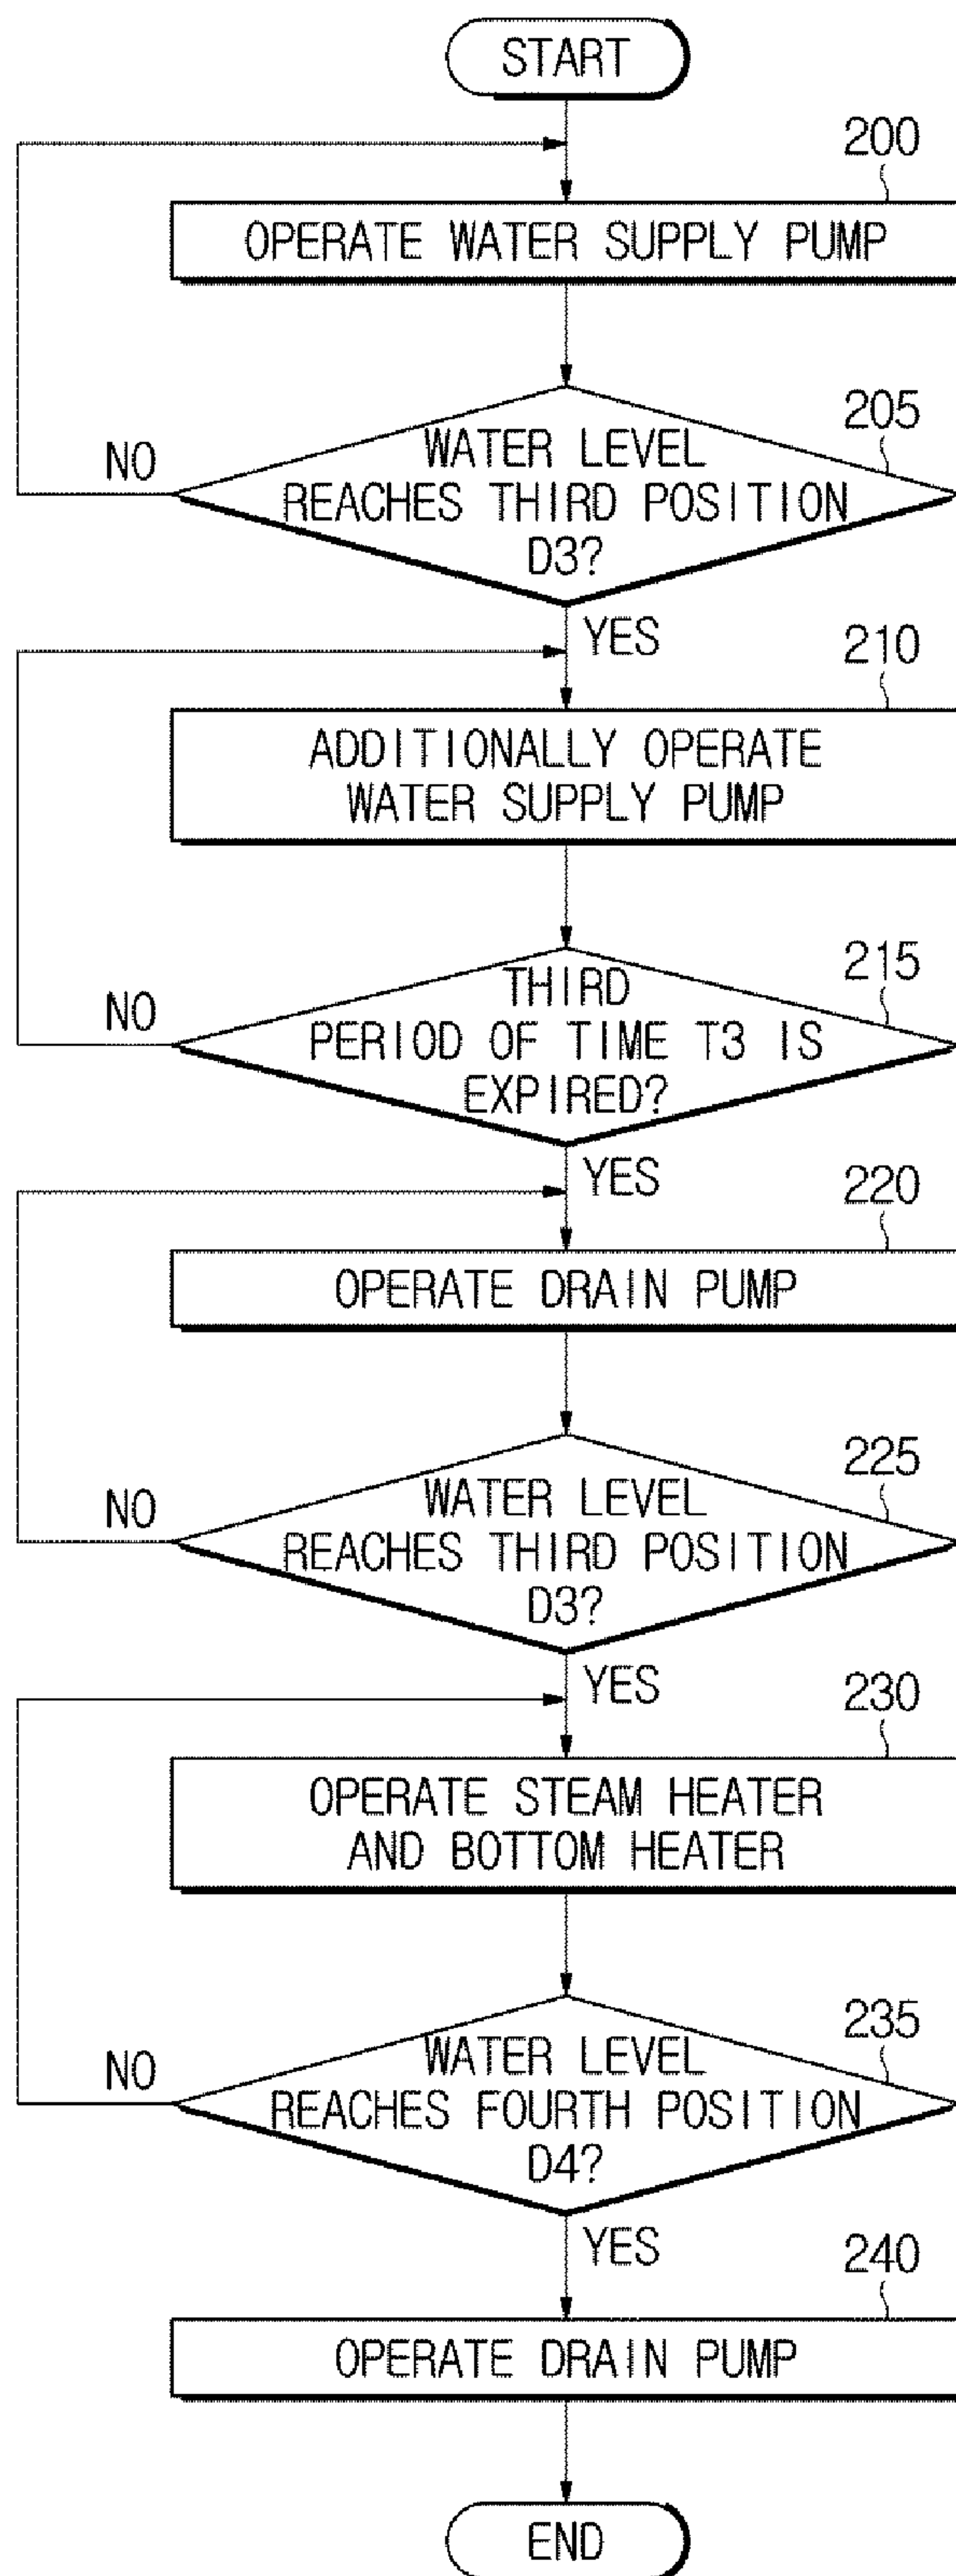 START
200
OPERATE WATER SUPPLY PUMP
205
WATER LEVEL
REACHES THIRD POSITION
D3?
NO
YES
210
ADDITIONALLY OPERATE
WATER SUPPLY PUMP
215
THIRD
PERIOD OF TIME T3 IS
EXPIRED?
NO
YES
220
OPERATE DRAIN PUMP
225
WATER LEVEL
REACHES THIRD POSITION
D3?
NO
YES
230
OPERATE STEAM HEATER
AND BOTTOM HEATER
235
WATER LEVEL
REACHES FOURTH POSITION
D4?
NO
YES
240
OPERATE DRAIN PUMP
END